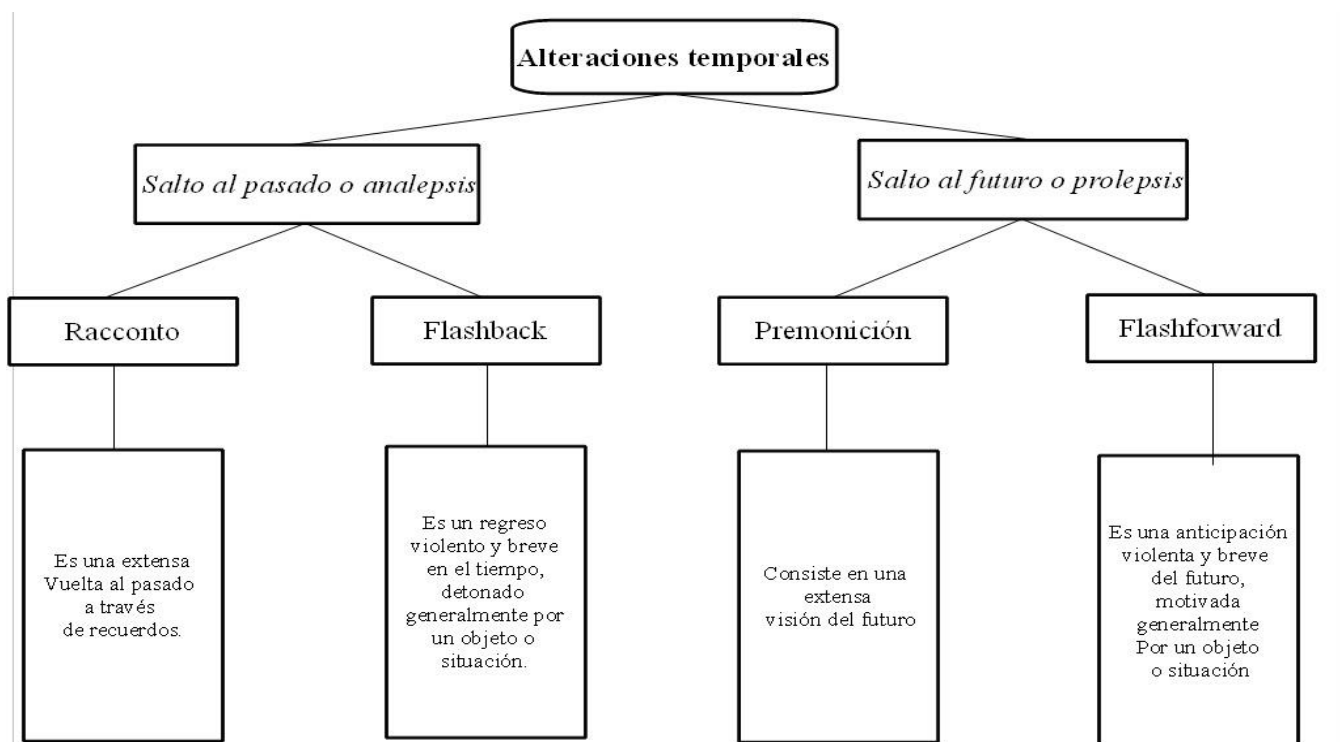 Alteraciones temporales
Salto al pasado o analepsis
Salto al futuro o prolepsis
Racconto
Flashback
Premonición
Flashforward
Es una extensa
Vuelta al pasado
a través
de recuerdos.
Es un regreso
violento y breve
en el tiempo,
detonado
generalmente por
un objeto o
situación.
Consiste en una
extensa
visión del futuro
Es una anticipación
violenta y breve
del futuro,
motivada
generalmente
Por un objeto
o situación